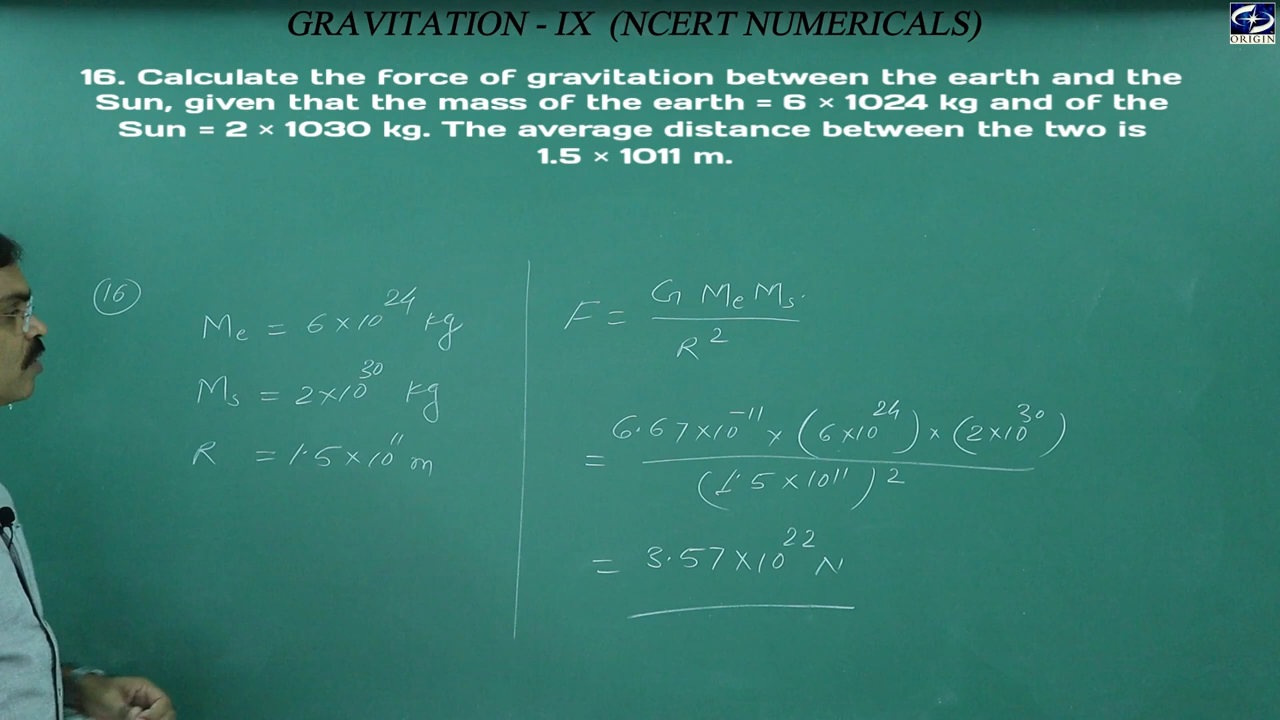 GRAVITATION - IX (NCERT NUMERICALS)
ORIGIN
16. Calculate the force of gravitation between the earth and the
Sun, given that the mass of the earth = 6 × 1024 kg and of the
Sun = 2 × 1030 kg. The average distance between the two is
1.5 × 1011 m.
16
Me = 6×10^24 kg
Ms = 2×10^30 kg
R = 1.5×10^11 m
F = G Me Ms. / R^2
= 6.67×10^-11 × (6×10^24) × (2×10^30) / (1.5×10^11)^2
= 3.57×10^22 N